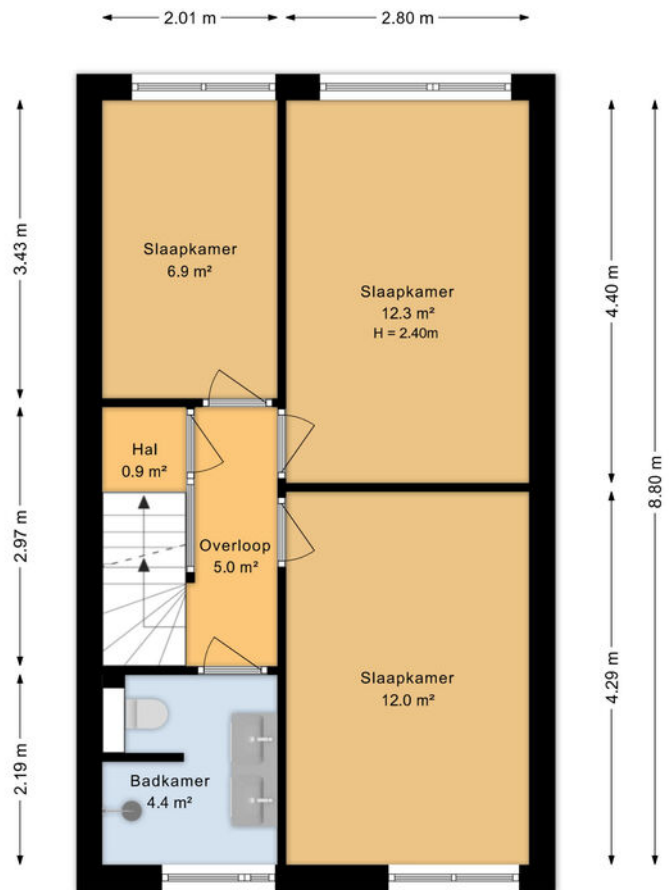 2.01 m
2.80 m
3.43 m
4.40 m
8.80 m
Slaapkamer
6.9 m²
Slaapkamer
12.3 m²
H = 2.40m
Hal
0.9 m²
2.97 m
Overloop
5.0 m²
4.29 m
Slaapkamer
12.0 m²
2.19 m
Badkamer
4.4 m²